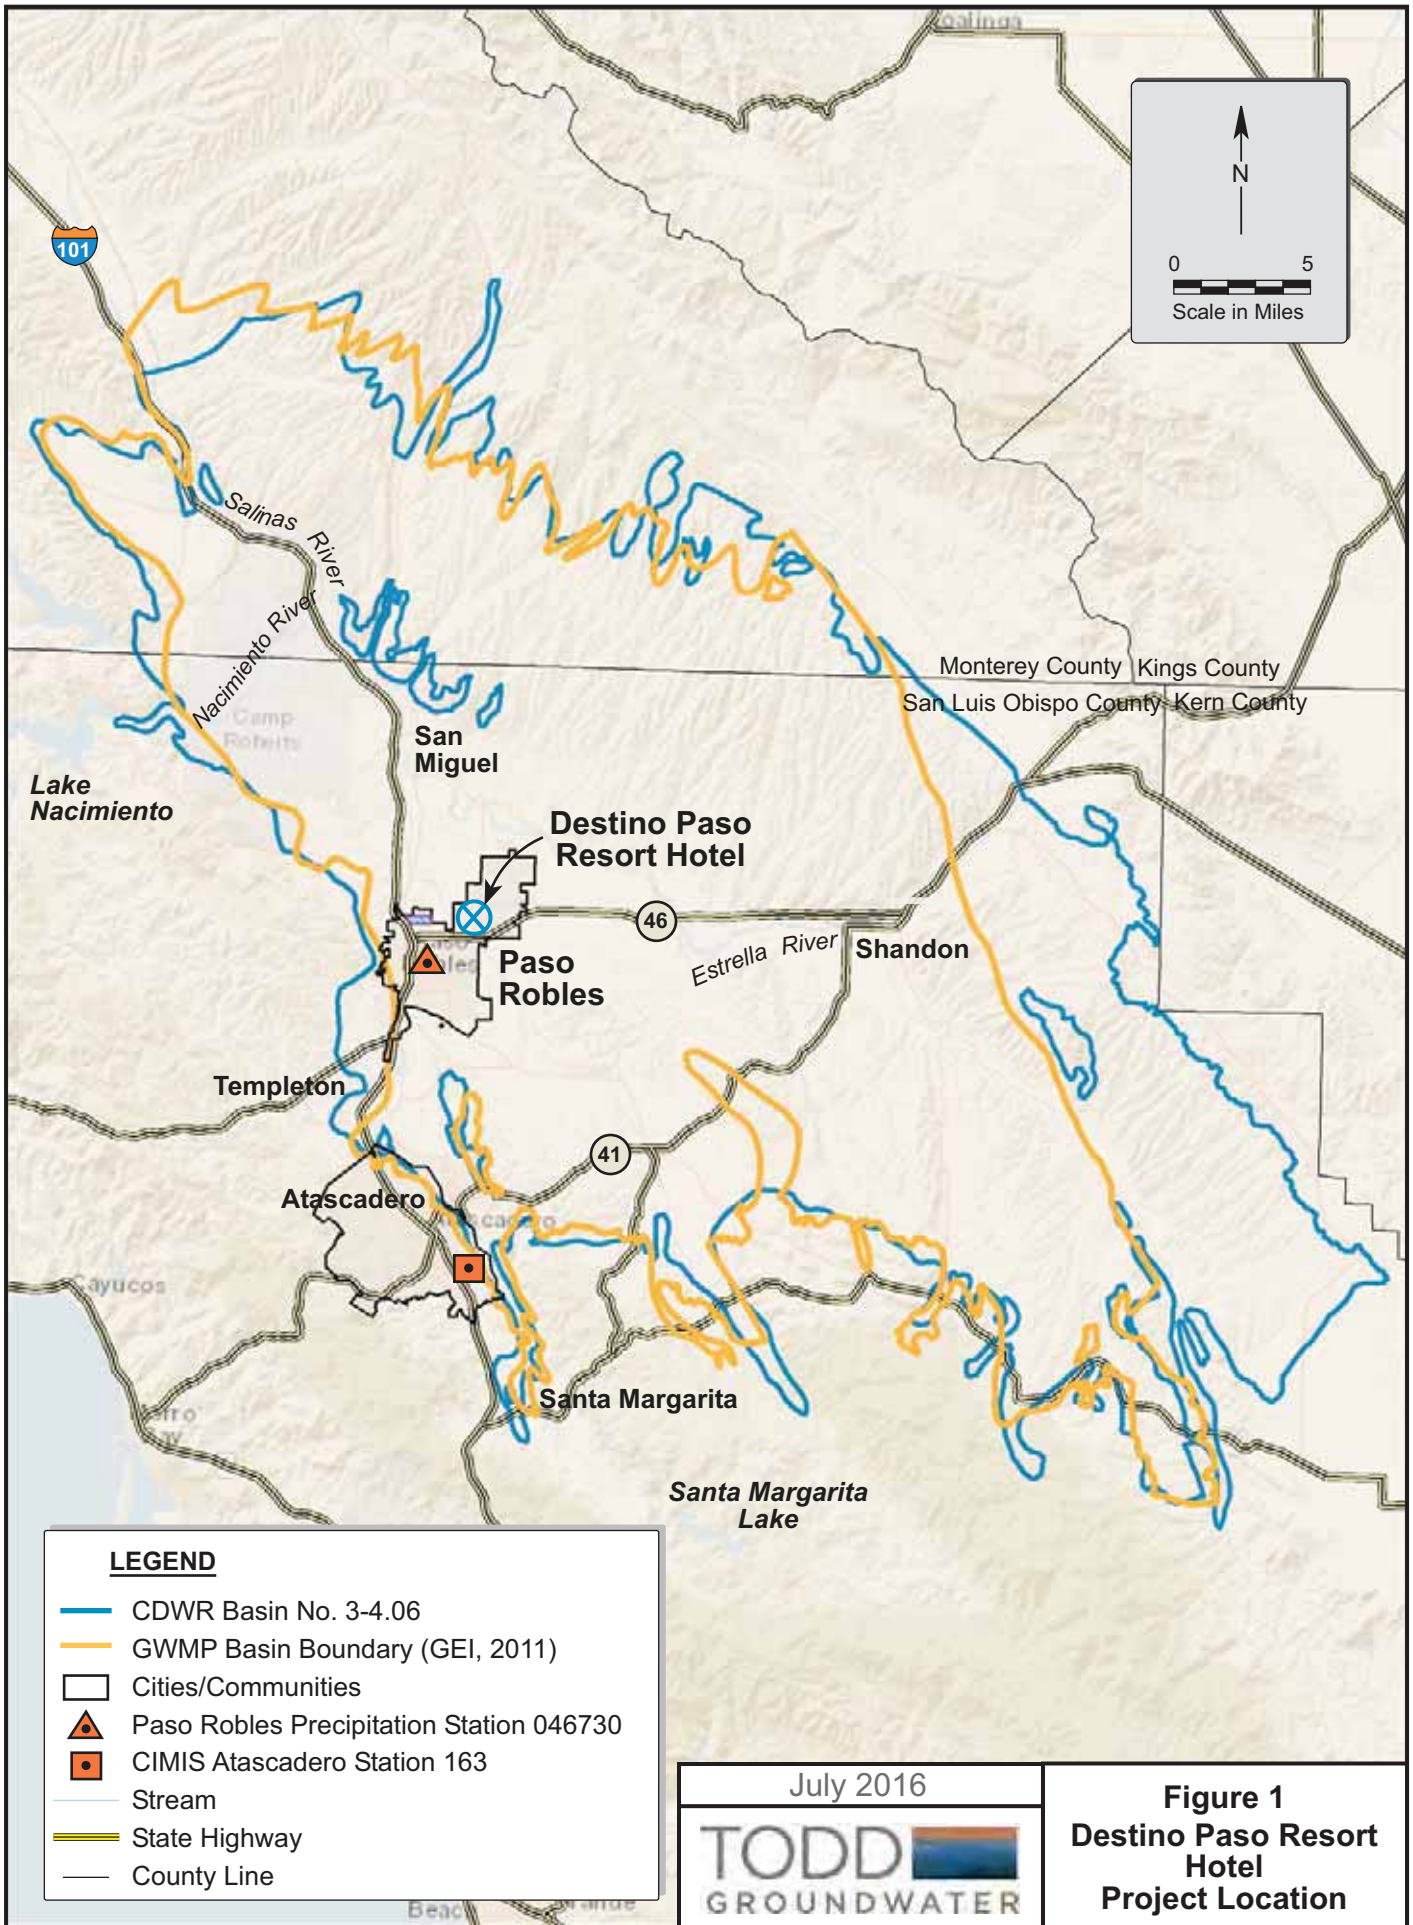 101
N
0 5
Scale in Miles
Salinas River
Nacimiento River
Monterey County Kings County
San Luis Obispo County Kern County
Camp
Roberts
San
Miguel
Lake
Nacimiento
Destino Paso
Resort Hotel
46
Estrella River
Shandon
Paso
Robles
Templeton
41
Atascadero
Cayucos
Santa Margarita
Santa Margarita
Lake
LEGEND
CDWR Basin No. 3-4.06
GWMP Basin Boundary (GEI, 2011)
Cities/Communities
Paso Robles Precipitation Station 046730
CIMIS Atascadero Station 163
Stream
State Highway
County Line
July 2016
TODD
GROUNDWATER
Figure 1
Destino Paso Resort
Hotel
Project Location